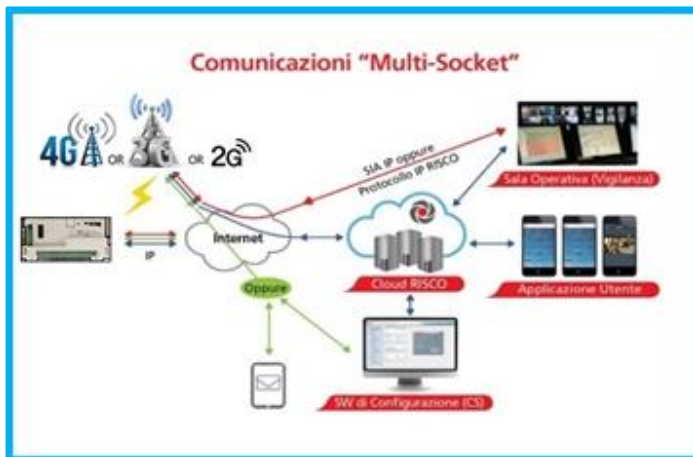 Comunicazioni "Multi-Socket"
4G OR 3G OR 2G
SIA IP oppure
Protocollo IP RISCO
Sala Operativa (Vigilanza)
IP
Internet
Cloud RISCO
Applicazione Utente
Oppure
SW di Configurazione (CS)